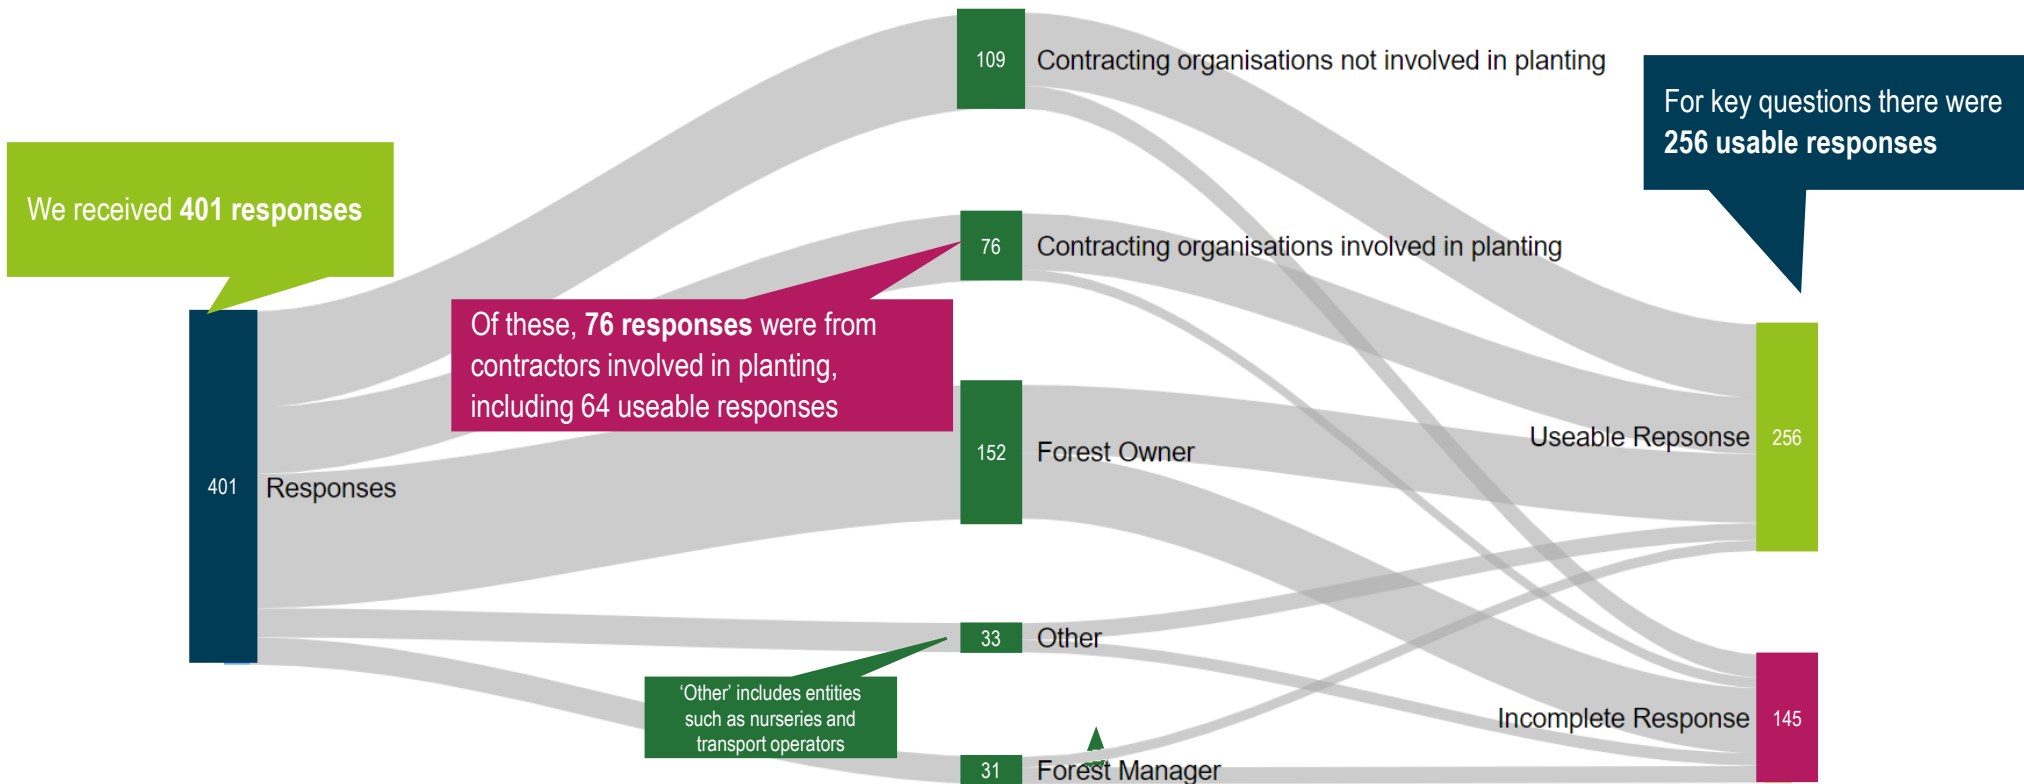 109
Contracting organisations not involved in planting
For key questions there were
256 usable responses
We received 401 responses
76
Contracting organisations involved in planting
Of these, 76 responses were from
contractors involved in planting,
including 64 useable responses
Useable Repsonse
256
152
Forest Owner
401
Responses
33
Other
'Other' includes entities
such as nurseries and
transport operators
Incomplete Response
145
31
Forest Manager